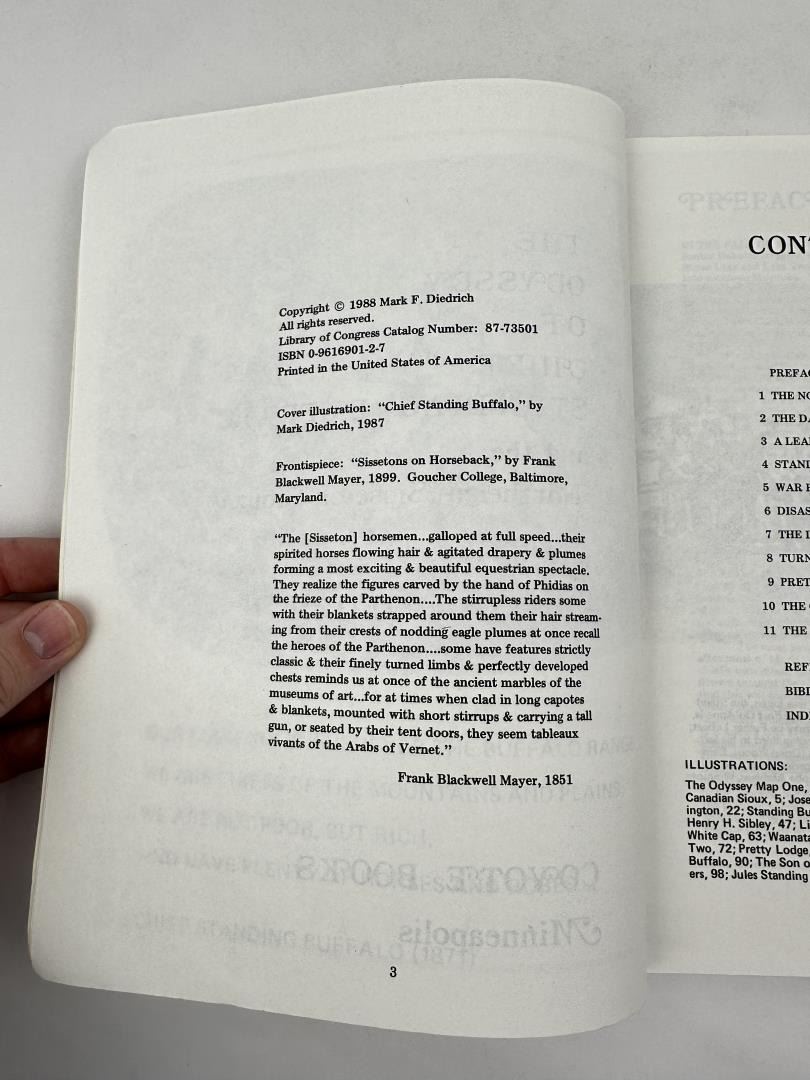 Copyright © 1988 Mark F. Diedrich
All rights reserved.
Library of Congress Catalog Number: 87-73501
ISBN 0-9616901-2-7
Printed in the United States of America
Cover illustration: “Chief Standing Buffalo,” by
Mark Diedrich, 1987
Frontispiece: “Sissetons on Horseback,” by Frank
Blackwell Mayer, 1899. Goucher College, Baltimore,
Maryland.
“The [Sisseton] horsemen...galloped at full speed...their
spirited horses flowing hair & agitated drapery & plumes
forming a most exciting & beautiful equestrian spectacle.
They realize the figures carved by the hand of Phidias on
the frieze of the Parthenon....The stirrupless riders some
with their blankets strapped around them their hair stream-
ing from their crests of nodding eagle plumes at once recall
the heroes of the Parthenon....some have features strictly
classic & their finely turned limbs & perfectly developed
chests reminds us at once of the ancient marbles of the
museums of art...for at times when clad in long capotes
& blankets, mounted with short stirrups & carrying a tall
gun, or seated by their tent doors, they seem tableaux
vivants of the Arabs of Vernet.”
Frank Blackwell Mayer, 1851
3
CON
PREFA
1 THE NO
2 THE DA
3 A LEA
4 STAND
5 WAR
6 DISAS
7 THE
8 TURN
9 PRET
10 THE
11 THE
REF
BIB
IND
ILLUSTRATIONS:
The Odyssey Map One,
Canadian Sioux, 5; Jose
ington, 22; Standing Bu
Henry H. Sibley, 47; Li
White Cap, 63; Waanata
Two, 72; Pretty Lodge,
Buffalo, 90; The Son o
ers, 98; Jules Standing